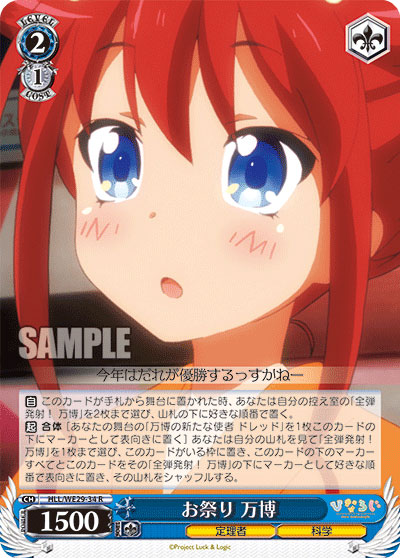 LEVEL
2
1
COST
SAMPLE
今年はだれが優勝するっすかねー
自 このカードが手札から舞台に置かれた時、あなたは自分の控え室の「全弾
発射! 万博」を2枚まで選び、山札の下に好きな順番で置く。
起 合体 [あなたの舞台の「万博の新たな使者 ドレッド」を1枚このカードの
下にマーカーとして表向きに置く] あなたは自分の山札を見て「全弾発射!
万博」を1枚まで選び、このカードがいる枠に置き、このカードの下のマーカー
すべてとこのカードをその「全弾発射! 万博」の下にマーカーとして好きな順
番で表向きに置き、その山札をシャッフルする。
CH HLL/WE29-34 R
1500
お祭り 万博
ひなろじ
定理者
科学
©Project Luck & Logic